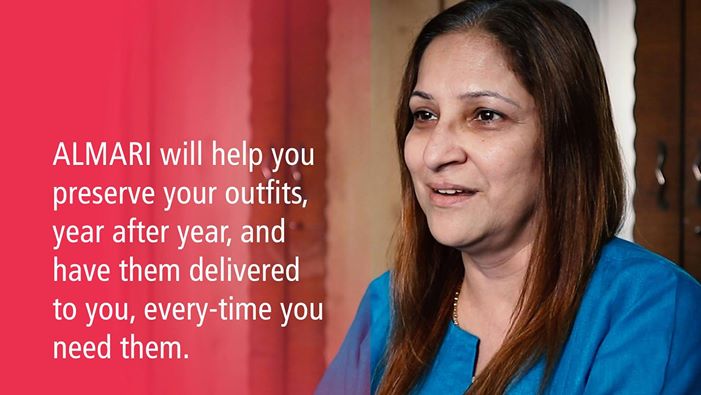 ALMARI will help you
preserve your outfits,
year after year, and
have them delivered
to you, every-time you
need them.